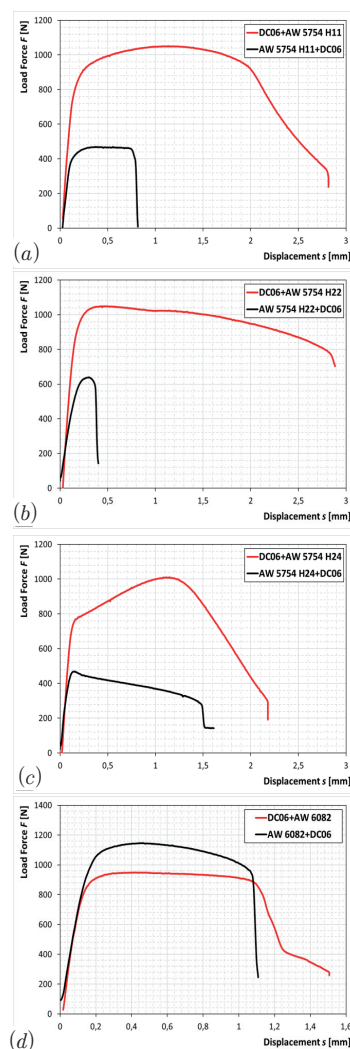 Load Force F [N]
1200
1000
800
600
400
200
0
DC06+AW 5754 H11
AW 5754 H11+DC06
0 0,5 1 1,5 2 2,5 3
Displacement s [mm]
(a)
Load Force F [N]
1200
1000
800
600
400
200
0
DC06+AW 5754 H22
AW 5754 H22+DC06
0 0,5 1 1,5 2 2,5 3
Displacement s [mm]
(b)
Load Force F [N]
1200
1000
800
600
400
200
0
DC06+AW 5754 H24
AW 5754 H24+DC06
0 0,5 1 1,5 2 2,5 3
Displacement s [mm]
(c)
Load Force F [N]
1400
1200
1000
800
600
400
200
0
DC06+AW 6082
AW 6082+DC06
0 0,2 0,4 0,6 0,8 1 1,2 1,4 1,6
Displacement s [mm]
(d)